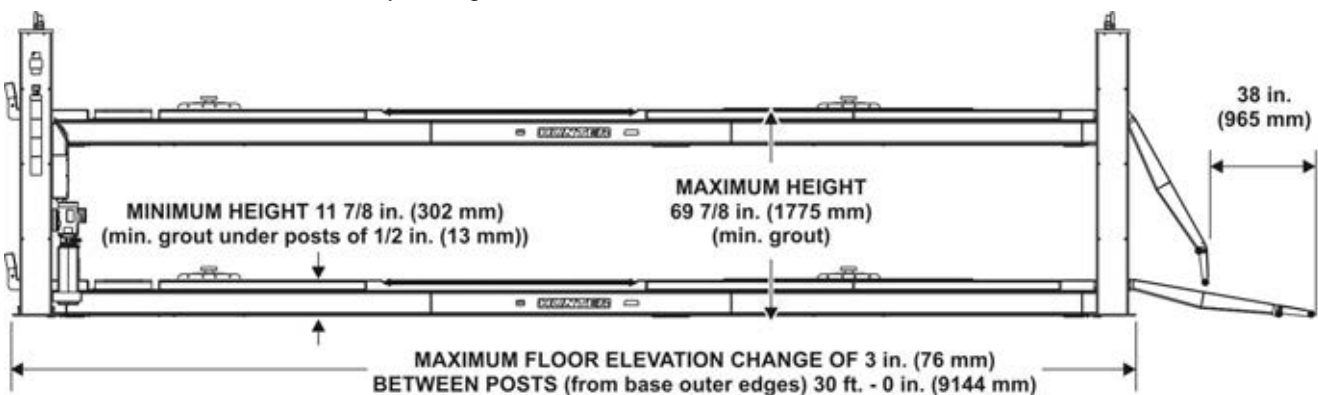 38 in.
(965 mm)
MAXIMUM HEIGHT
69 7/8 in. (1775 mm)
(min. grout)
MINIMUM HEIGHT 11 7/8 in. (302 mm)
(min. grout under posts of 1/2 in. (13 mm))
HUNTER
HUNTER
MAXIMUM FLOOR ELEVATION CHANGE OF 3 in. (76 mm)
BETWEEN POSTS (from base outer edges) 30 ft. - 0 in. (9144 mm)